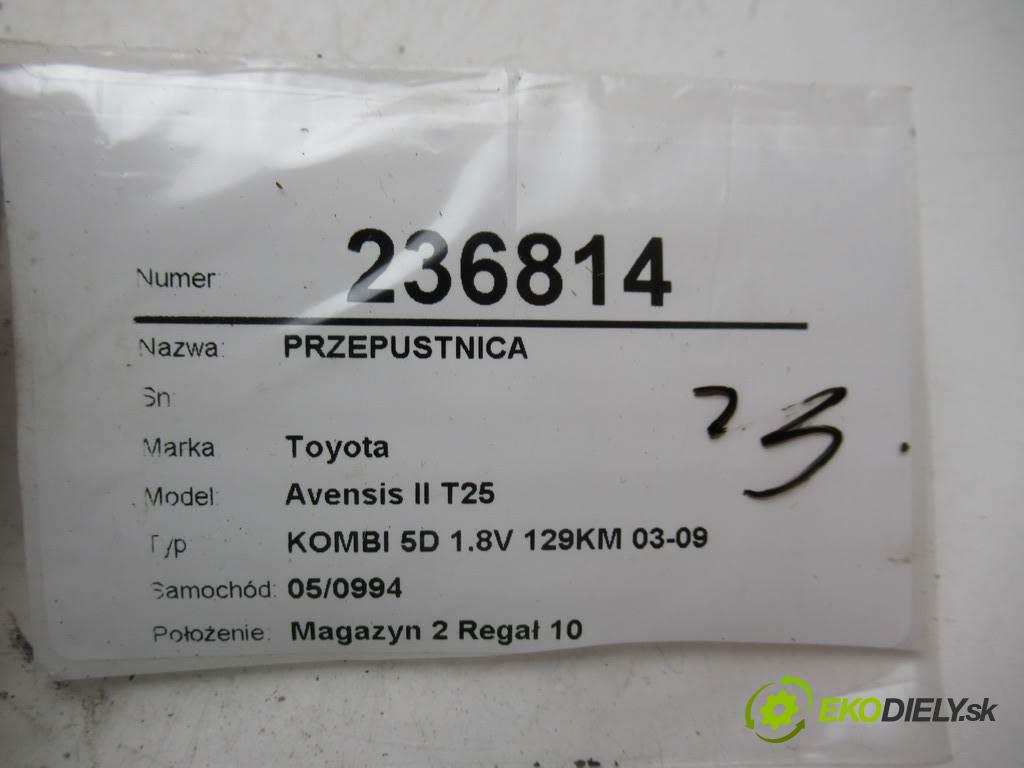 Numer: 236814
Nazwa: PRZEPUSTNICA
Sn:
Marka Toyota
Model: Avensis II T25
Typ KOMBI 5D 1.8V 129KM 03-09
Samochód: 05/0994
Położenie: Magazyn 2 Regał 10
EKODIELY.sk